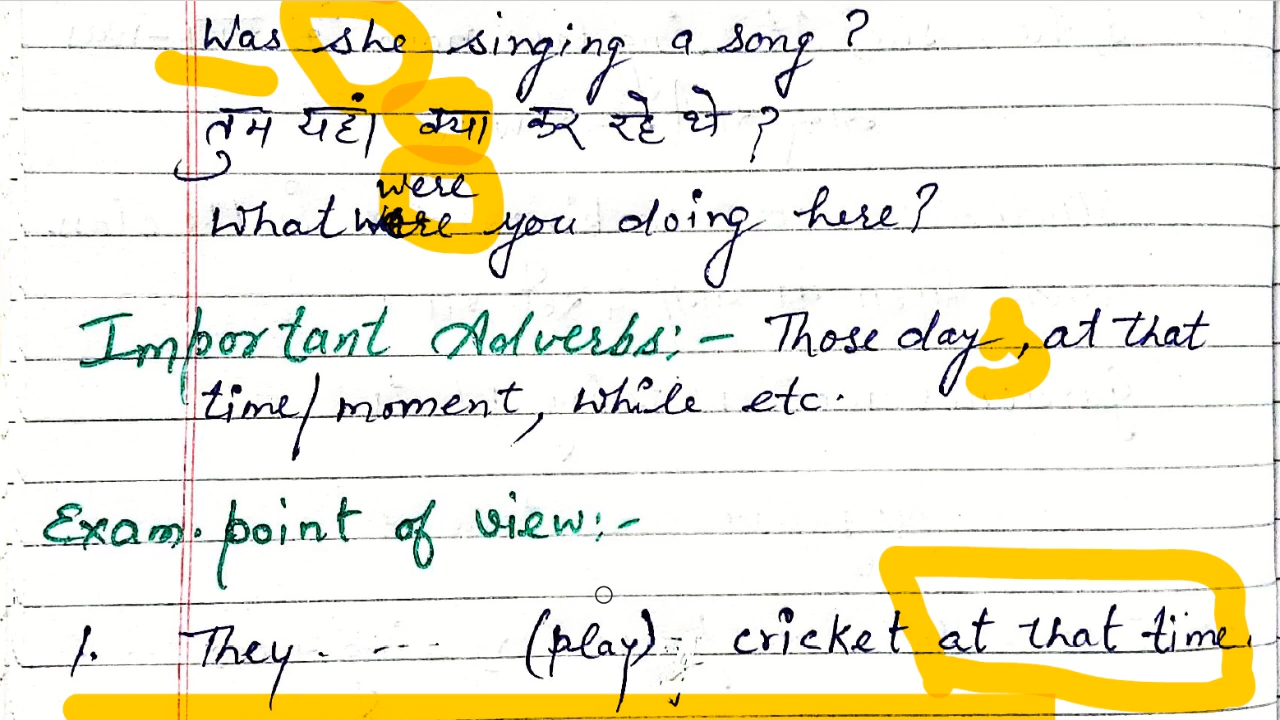 Was she singing a song?
तुम यहां क्या कर रहे थे ?
were
What were you doing here?
Important Adverbs:- Those day, at that
time/moment, while etc.
Exam. point of view:-
1. They. --- (play) cricket at that time.